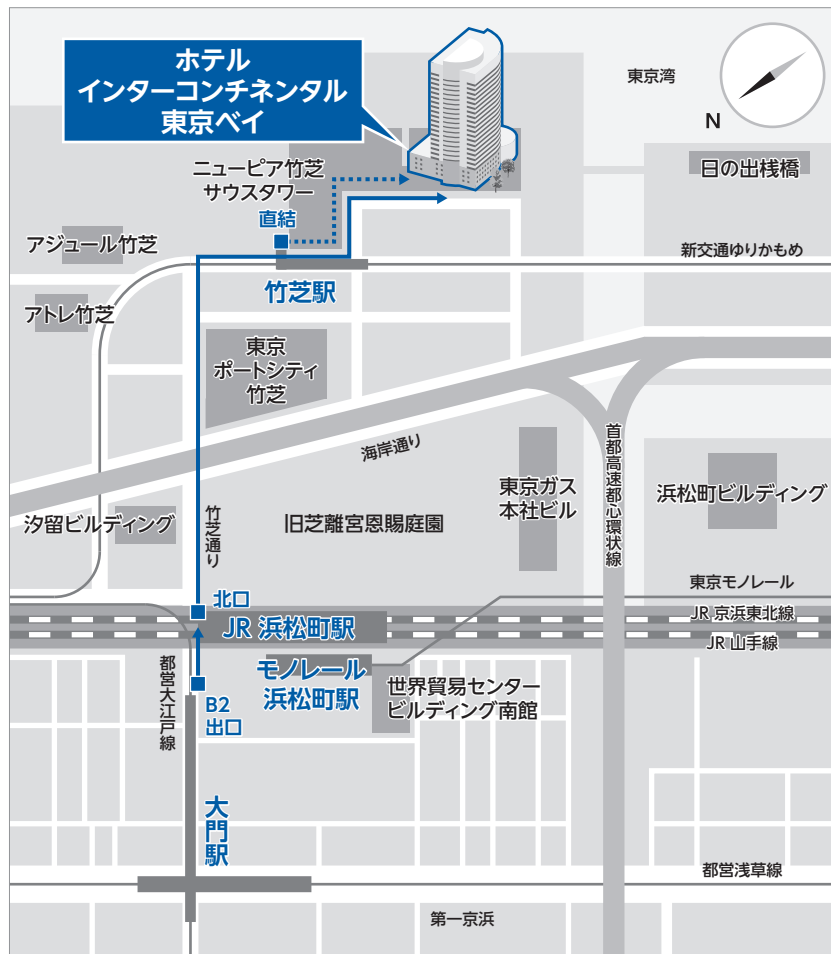 ホテル
インターコンチネンタル
東京ベイ
東京湾
N
ニューピア竹芝
サウスタワー
日の出桟橋
直結
アジュール竹芝
新交通ゆりかもめ
竹芝駅
アトレ竹芝
東京
ポートシティ
竹芝
海岸通り
首都高速都心環状線
東京ガス
本社ビル
浜松町ビルディング
汐留ビルディング
竹芝通り
旧芝離宮恩賜庭園
東京モノレール
北口
JR 京浜東北線
JR 浜松町駅
JR 山手線
都営大江戸線
モノレール
浜松町駅
世界貿易センター
ビルディング南館
B2
出口
大門駅
都営浅草線
第一京浜